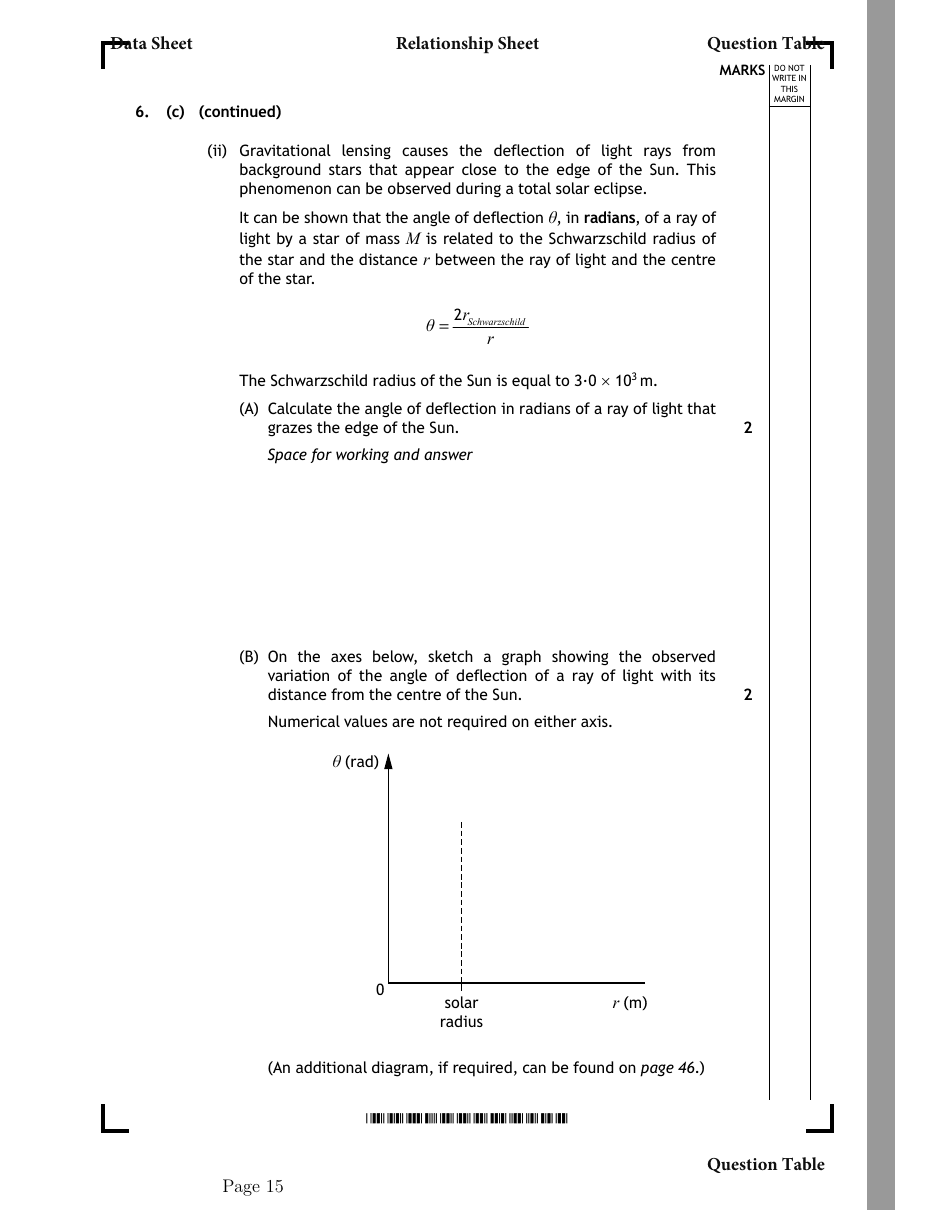 Data Sheet Relationship Sheet Question Table
MARKS DO NOT
WRITE IN
THIS
MARGIN
6. (c) (continued)
(ii) Gravitational lensing causes the deflection of light rays from
background stars that appear close to the edge of the Sun. This
phenomenon can be observed during a total solar eclipse.
It can be shown that the angle of deflection θ, in radians, of a ray of
light by a star of mass M is related to the Schwarzschild radius of
the star and the distance r between the ray of light and the centre
of the star.
θ = 2r_Schwarzschild / r
The Schwarzschild radius of the Sun is equal to 3·0 × 10³ m.
(A) Calculate the angle of deflection in radians of a ray of light that
grazes the edge of the Sun. 2
Space for working and answer
(B) On the axes below, sketch a graph showing the observed
variation of the angle of deflection of a ray of light with its
distance from the centre of the Sun. 2
Numerical values are not required on either axis.
θ (rad)
0
solar r (m)
radius
(An additional diagram, if required, can be found on page 46.)
Question Table
Page 15